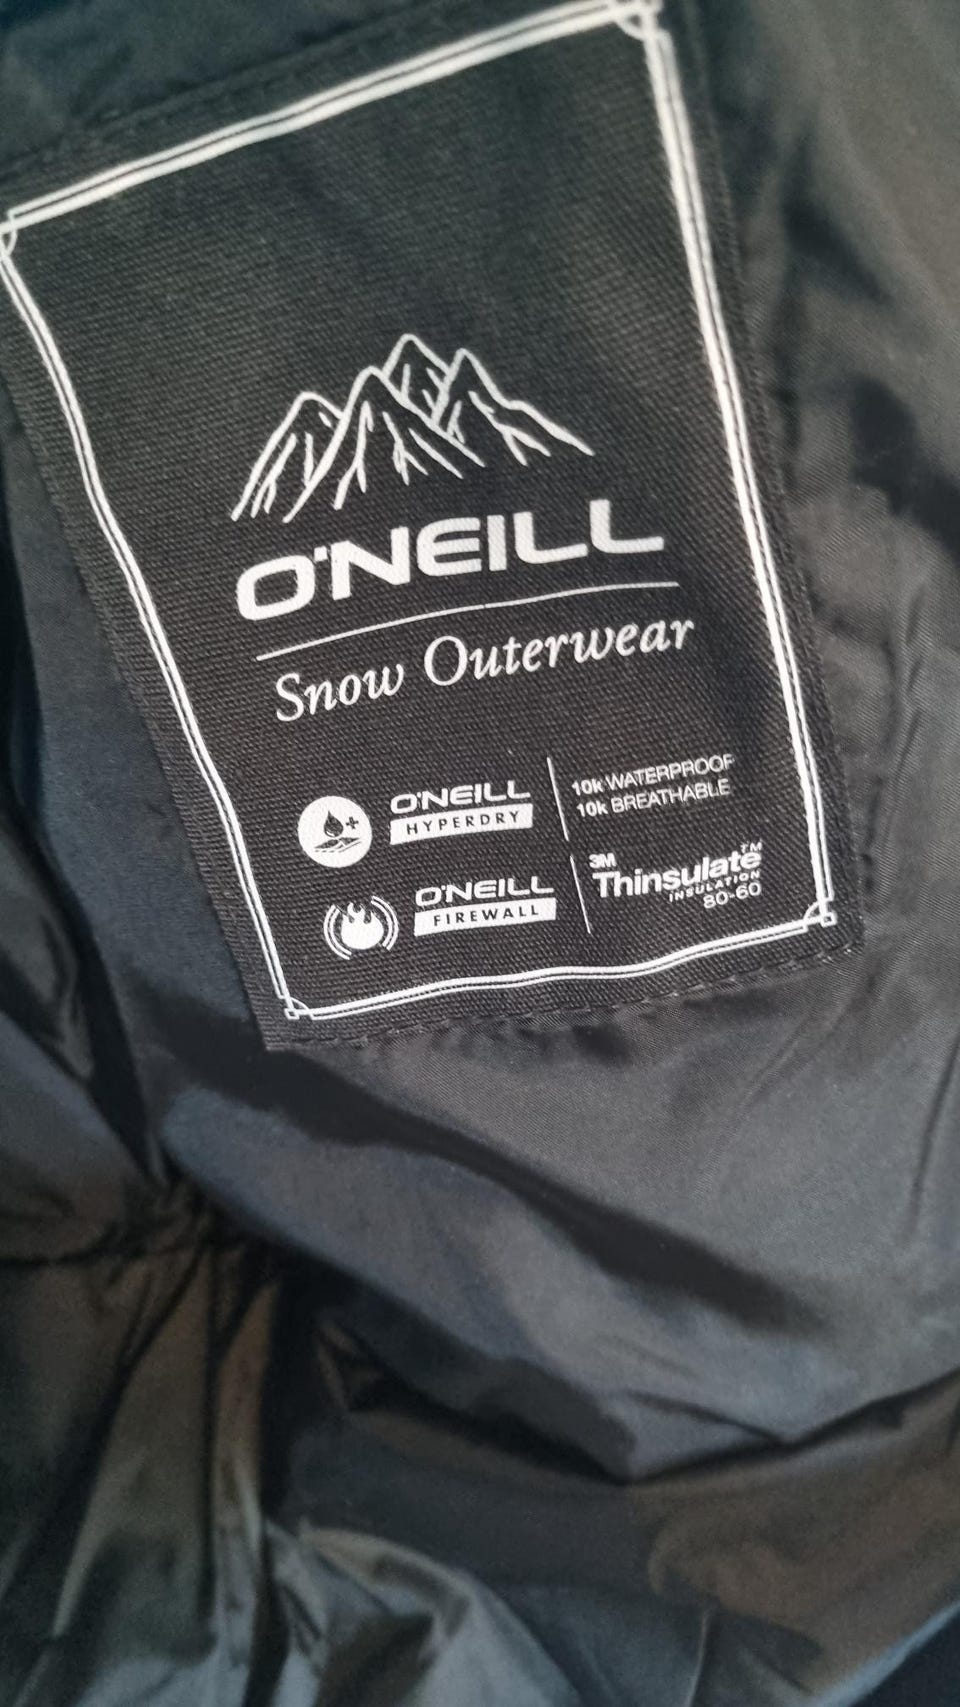 O'NEILL
Snow Outerwear
O'NEILL
HYPERDRY
10k WATERPROOF
10k BREATHABLE
O'NEILL
FIREWALL
3M
Thinsulate™
INSULATION
80-60